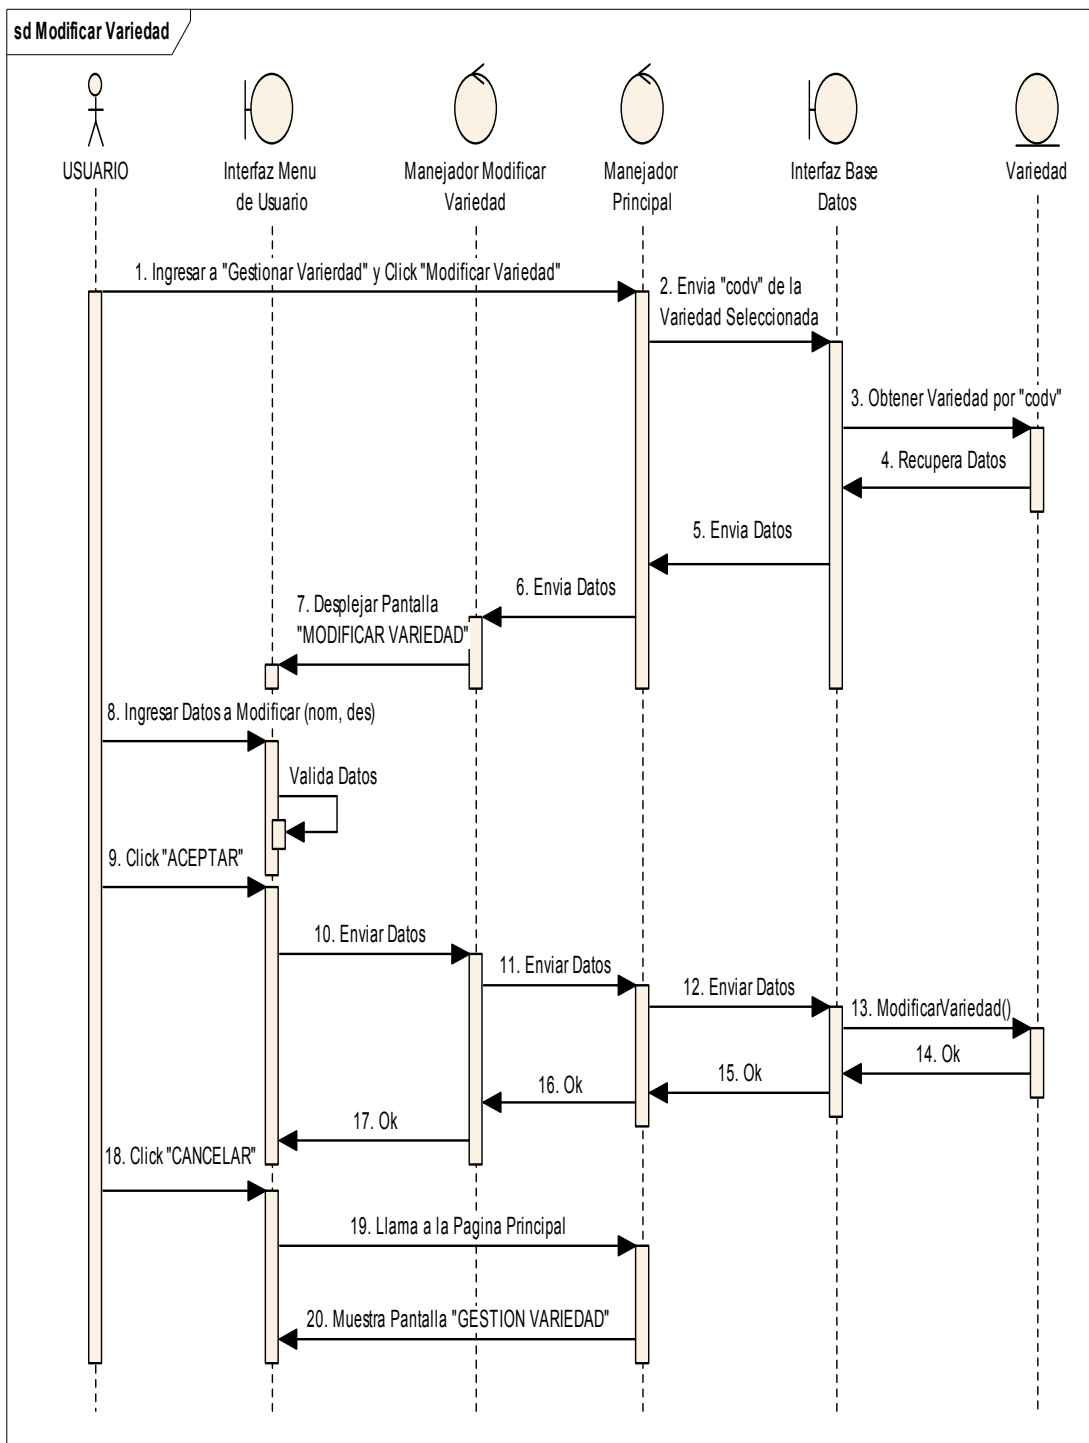 sd Modificar Variedad
USUARIO
Interfaz Menu
de Usuario
Manejador Modificar
Variedad
Manejador
Principal
Interfaz Base
Datos
Variedad
1. Ingresar a "Gestionar Varierdad" y Click "Modificar Variedad"
2. Envia "codv" de la
Variedad Seleccionada
3. Obtener Variedad por "codv"
4. Recupera Datos
5. Envia Datos
6. Envia Datos
7. Desplejar Pantalla
"MODIFICAR VARIEDAD"
8. Ingresar Datos a Modificar (nom, des)
Valida Datos
9. Click "ACEPTAR"
10. Enviar Datos
11. Enviar Datos
12. Enviar Datos
13. ModificarVariedad()
14. Ok
15. Ok
16. Ok
17. Ok
18. Click "CANCELAR"
19. Llama a la Pagina Principal
20. Muestra Pantalla "GESTION VARIEDAD"